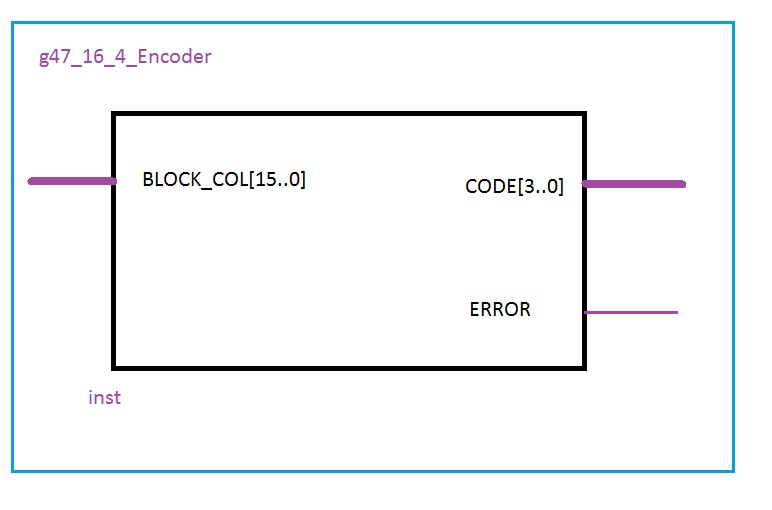 g47_16_4_Encoder
BLOCK_COL[15..0]
CODE[3..0]
ERROR
inst